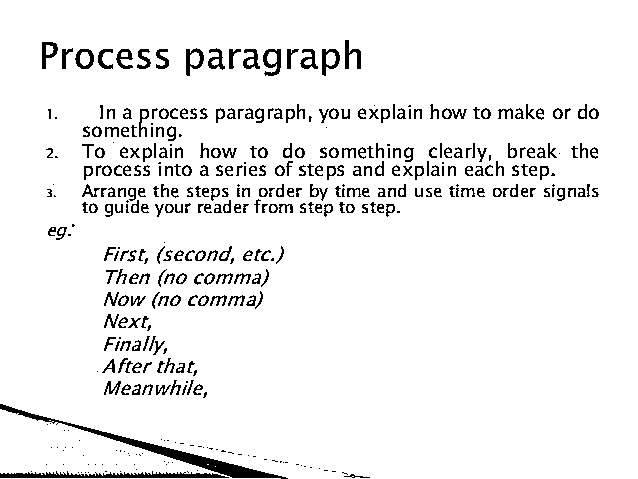 Process paragraph
1. In a process paragraph, you explain how to make or do
something.
2. To explain how to do something clearly, break the
process into a series of steps and explain each step.
3. Arrange the steps in order by time and use time order signals
to guide your reader from step to step.
eg:
First, (second, etc.)
Then (no comma)
Now (no comma)
Next,
Finally,
After that,
Meanwhile,